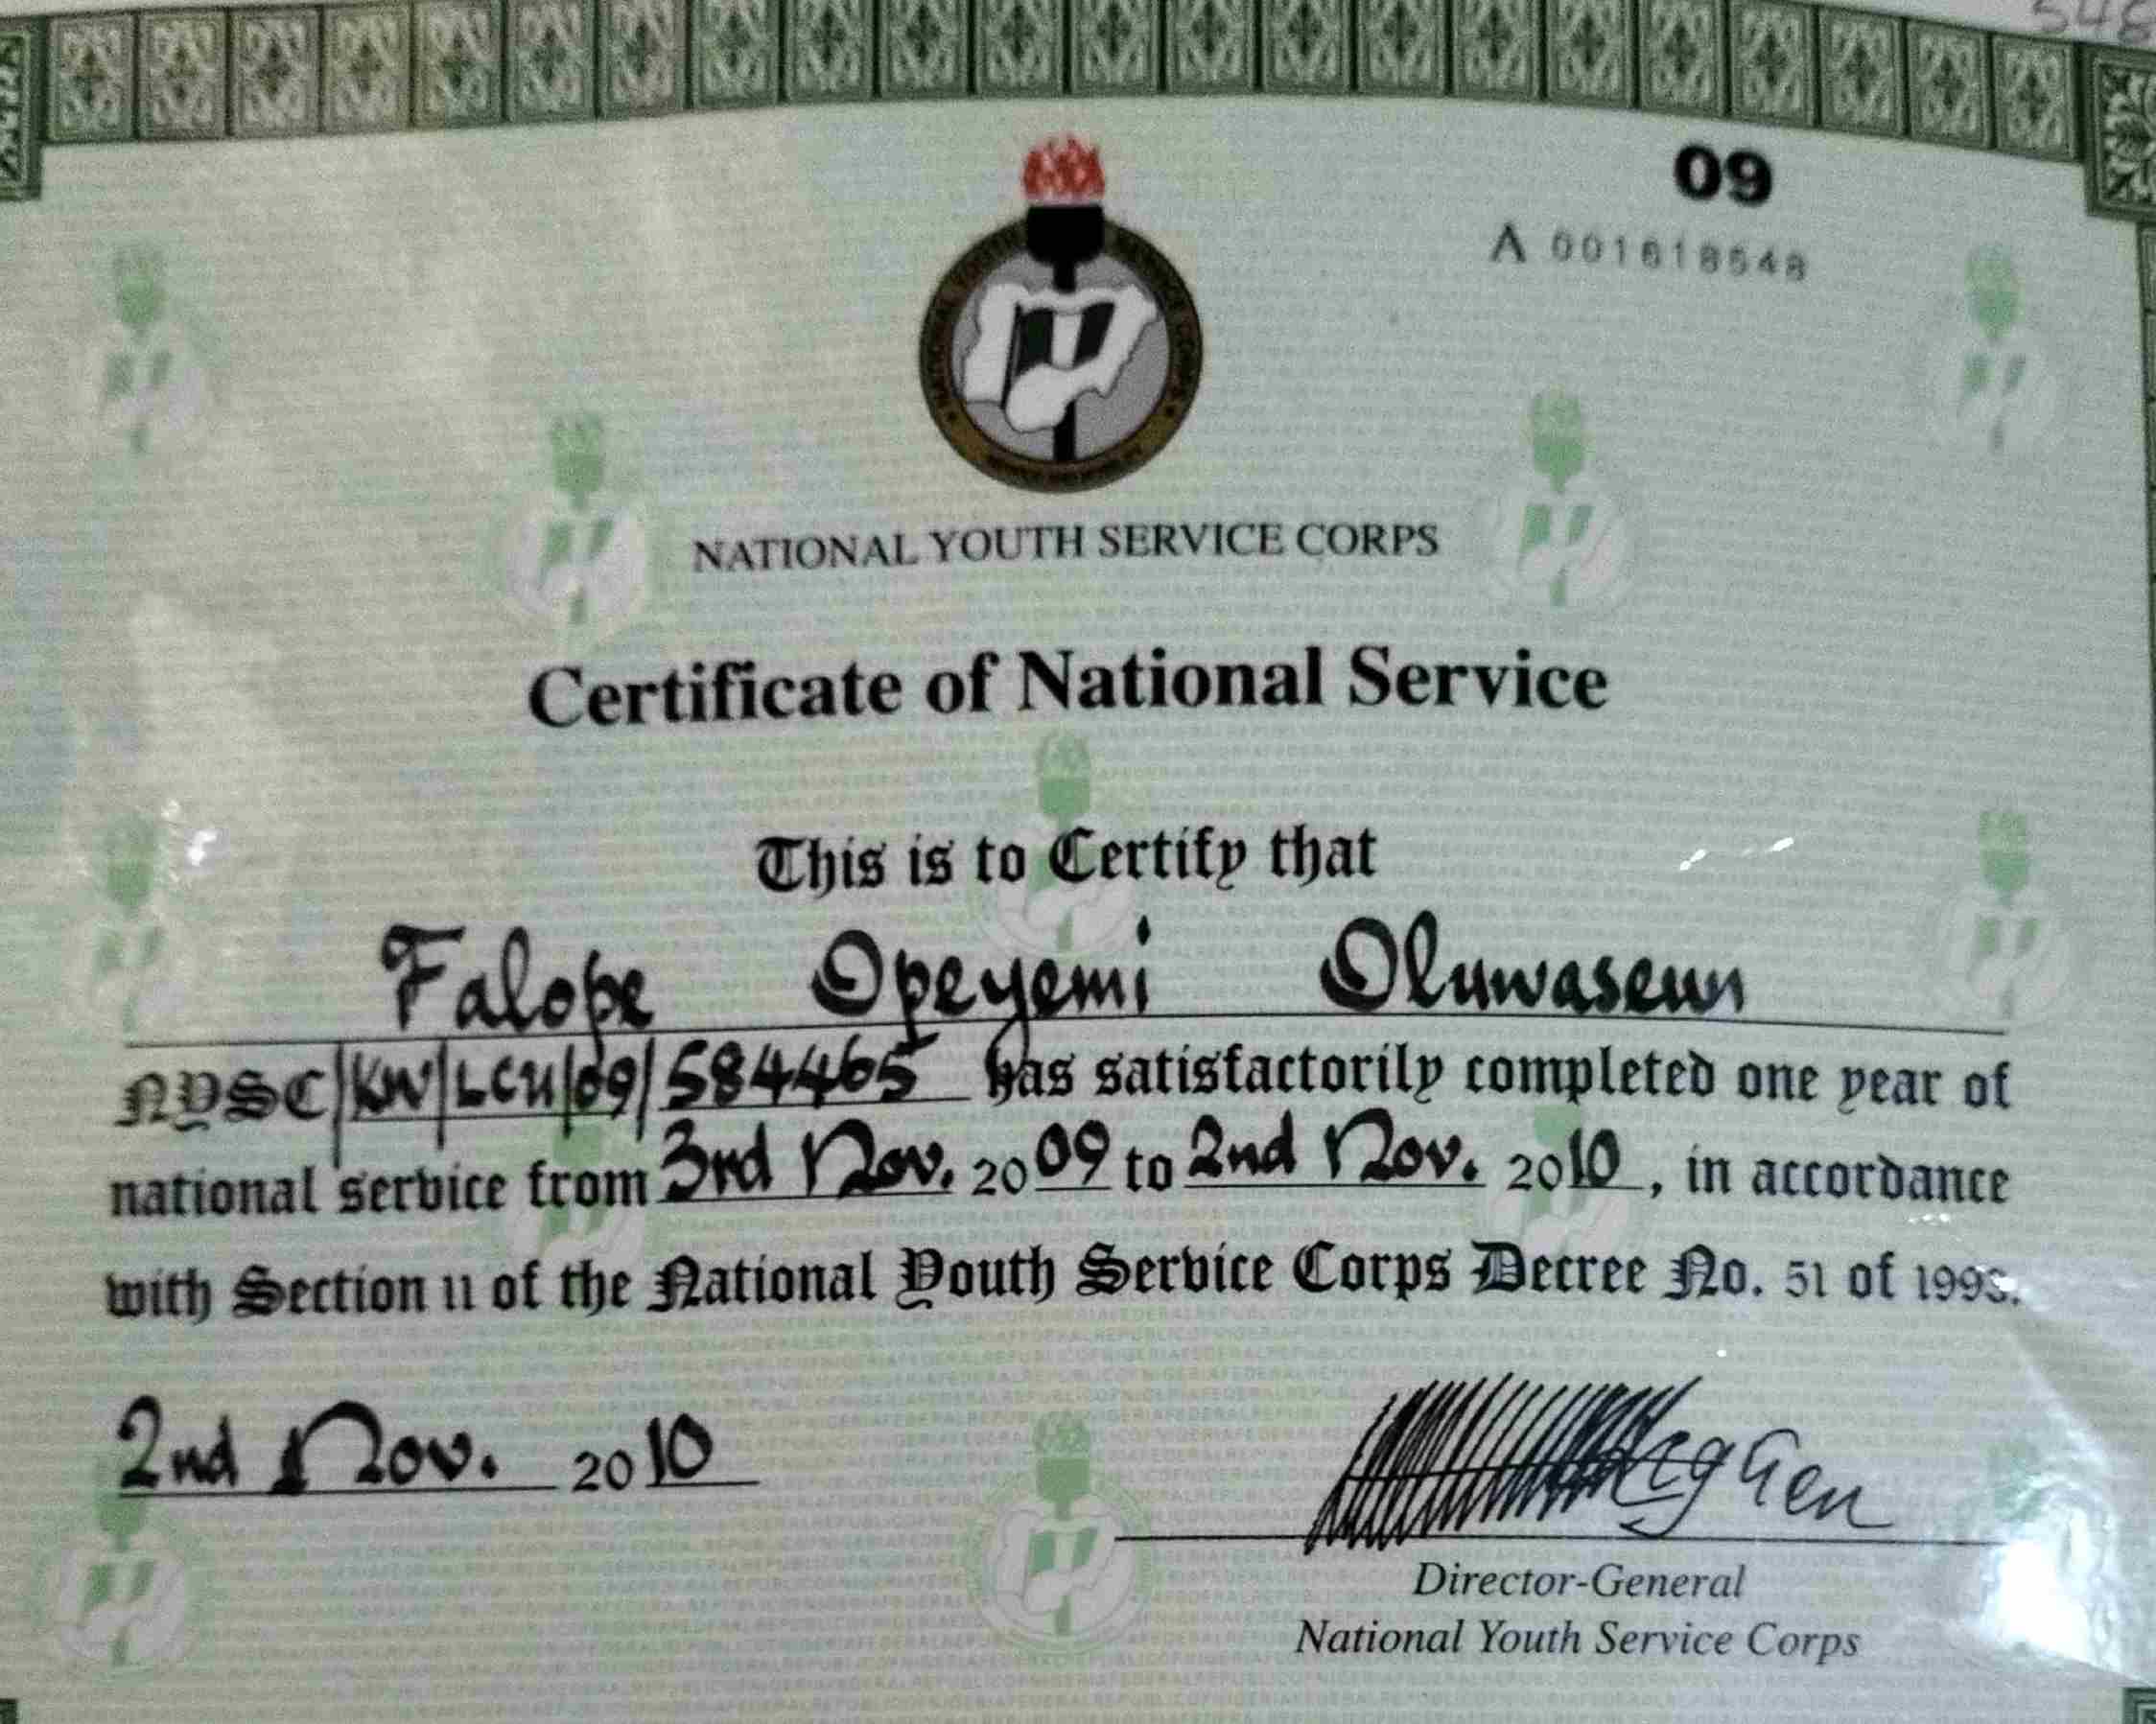 548
09
A 001618548
NATIONAL YOUTH SERVICE CORPS
Certificate of National Service
This is to Certify that
Falope Opeyemi Oluwaseun
NYSC/KW/LCU/09/584465 has satisfactorily completed one year of
national service from 3rd Nov. 2009 to 2nd Nov. 2010, in accordance
with Section 11 of the National Youth Service Corps Decree No. 51 of 1993.
2nd Nov. 2010
Brig Gen
Director-General
National Youth Service Corps